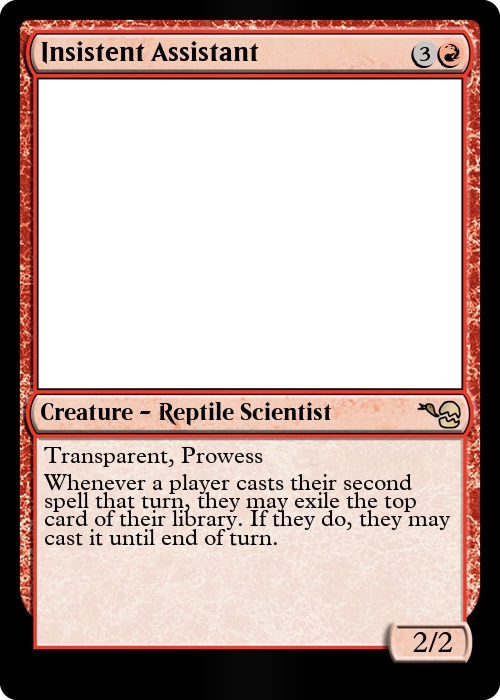 Insistent Assistant 3
Creature – Reptile Scientist
Transparent, Prowess
Whenever a player casts their second
spell that turn, they may exile the top
card of their library. If they do, they may
cast it until end of turn.
2/2